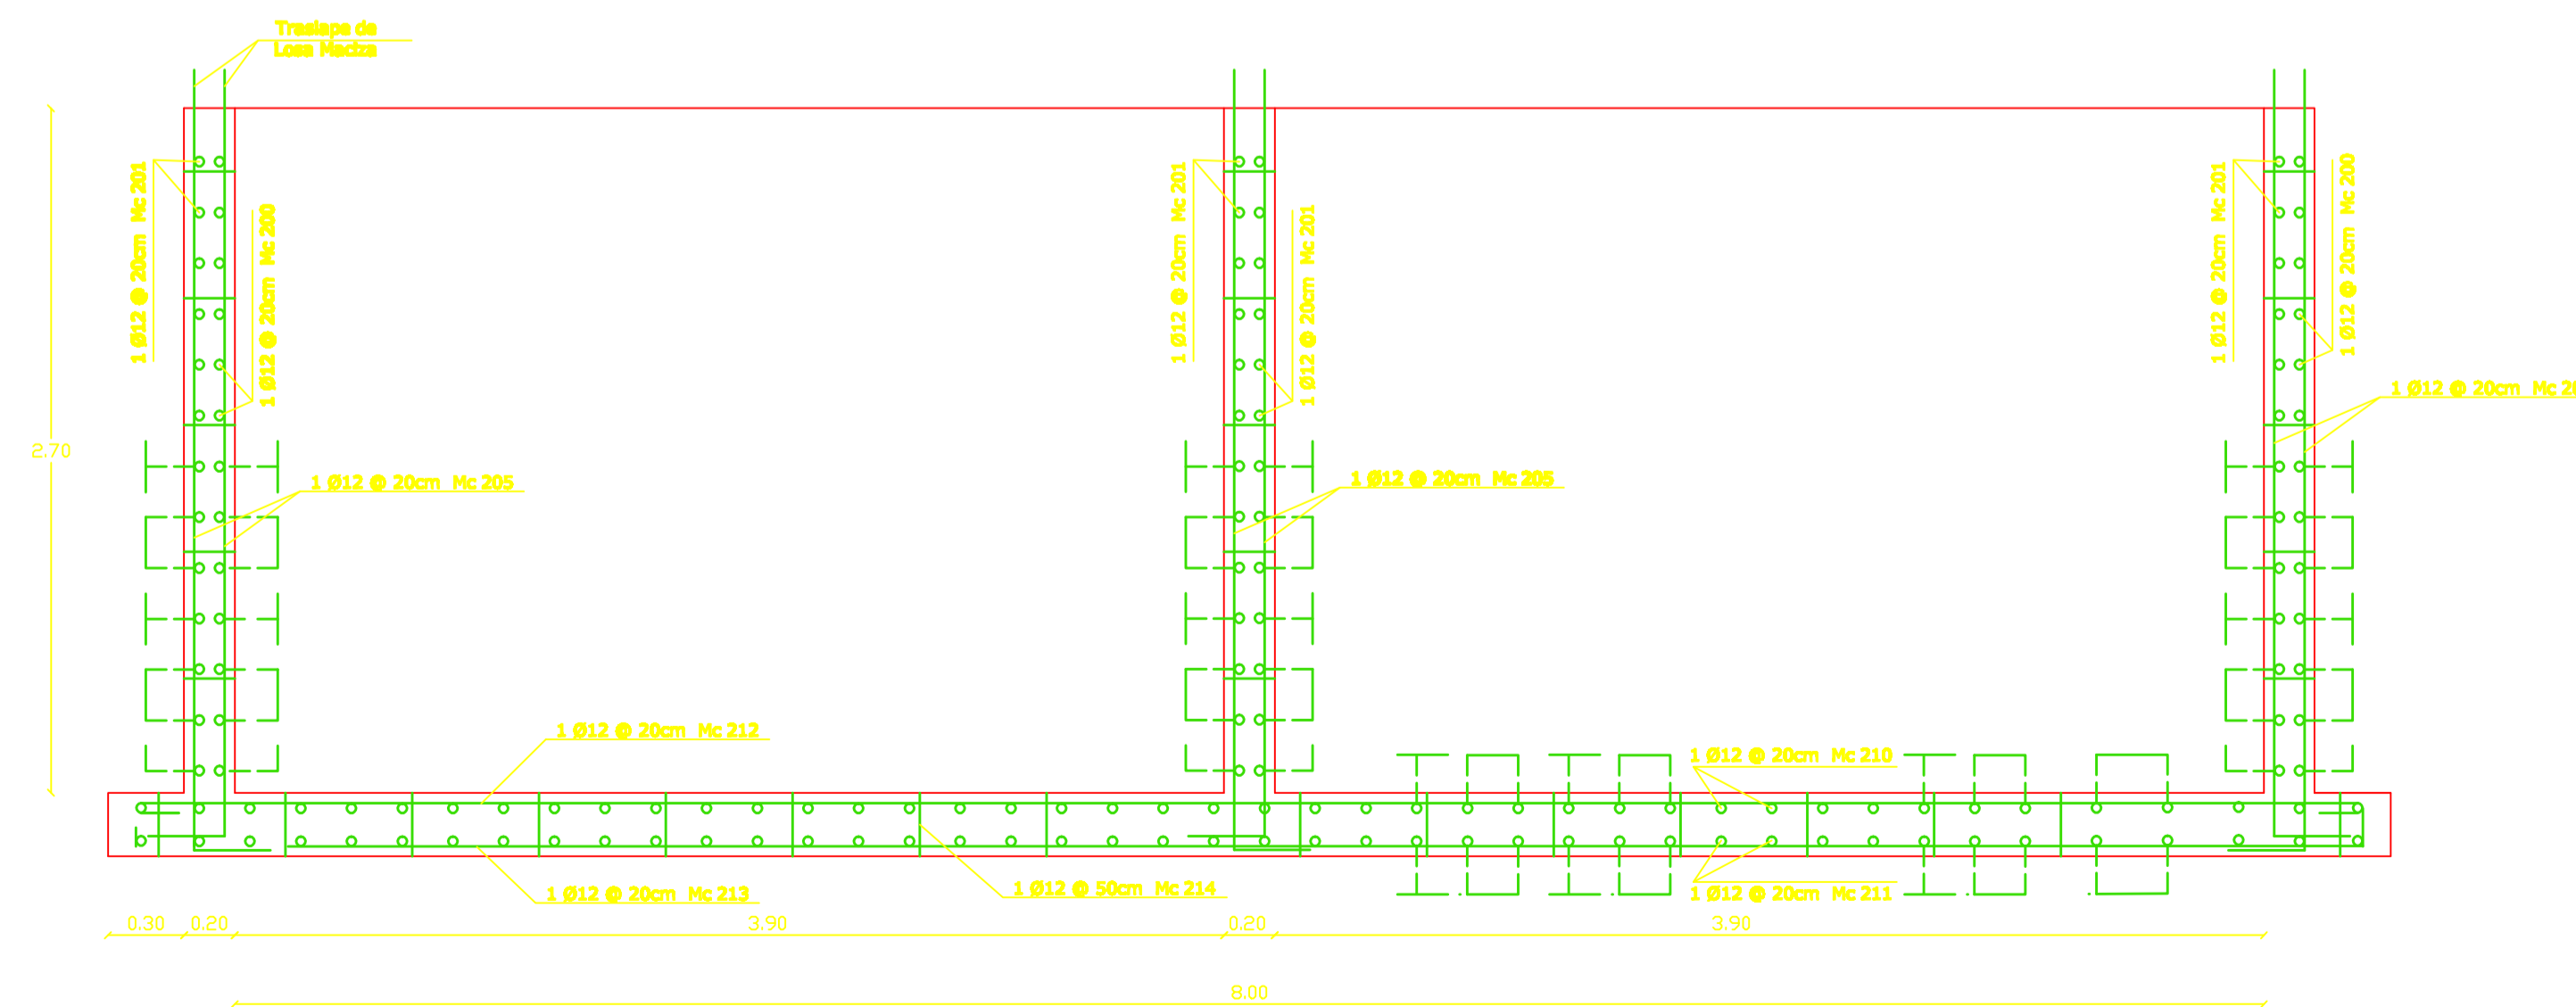 Traslape de
Losa Maciza
1 Ø12 @ 20cm Mc 201
1 Ø12 @ 20cm Mc 200
1 Ø12 @ 20cm Mc 201
1 Ø12 @ 20cm Mc 201
1 Ø12 @ 20cm Mc 201
1 Ø12 @ 20cm Mc 200
1 Ø12 @ 20cm Mc
2.70
1 Ø12 @ 20cm Mc 205
1 Ø12 @ 20cm Mc 205
1 Ø12 @ 20cm Mc 212
1 Ø12 @ 20cm Mc 210
1 Ø12 @ 20cm Mc 213
1 Ø12 @ 50cm Mc 214
1 Ø12 @ 20cm Mc 211
0.30
0.20
3.90
0.20
3.90
8.00